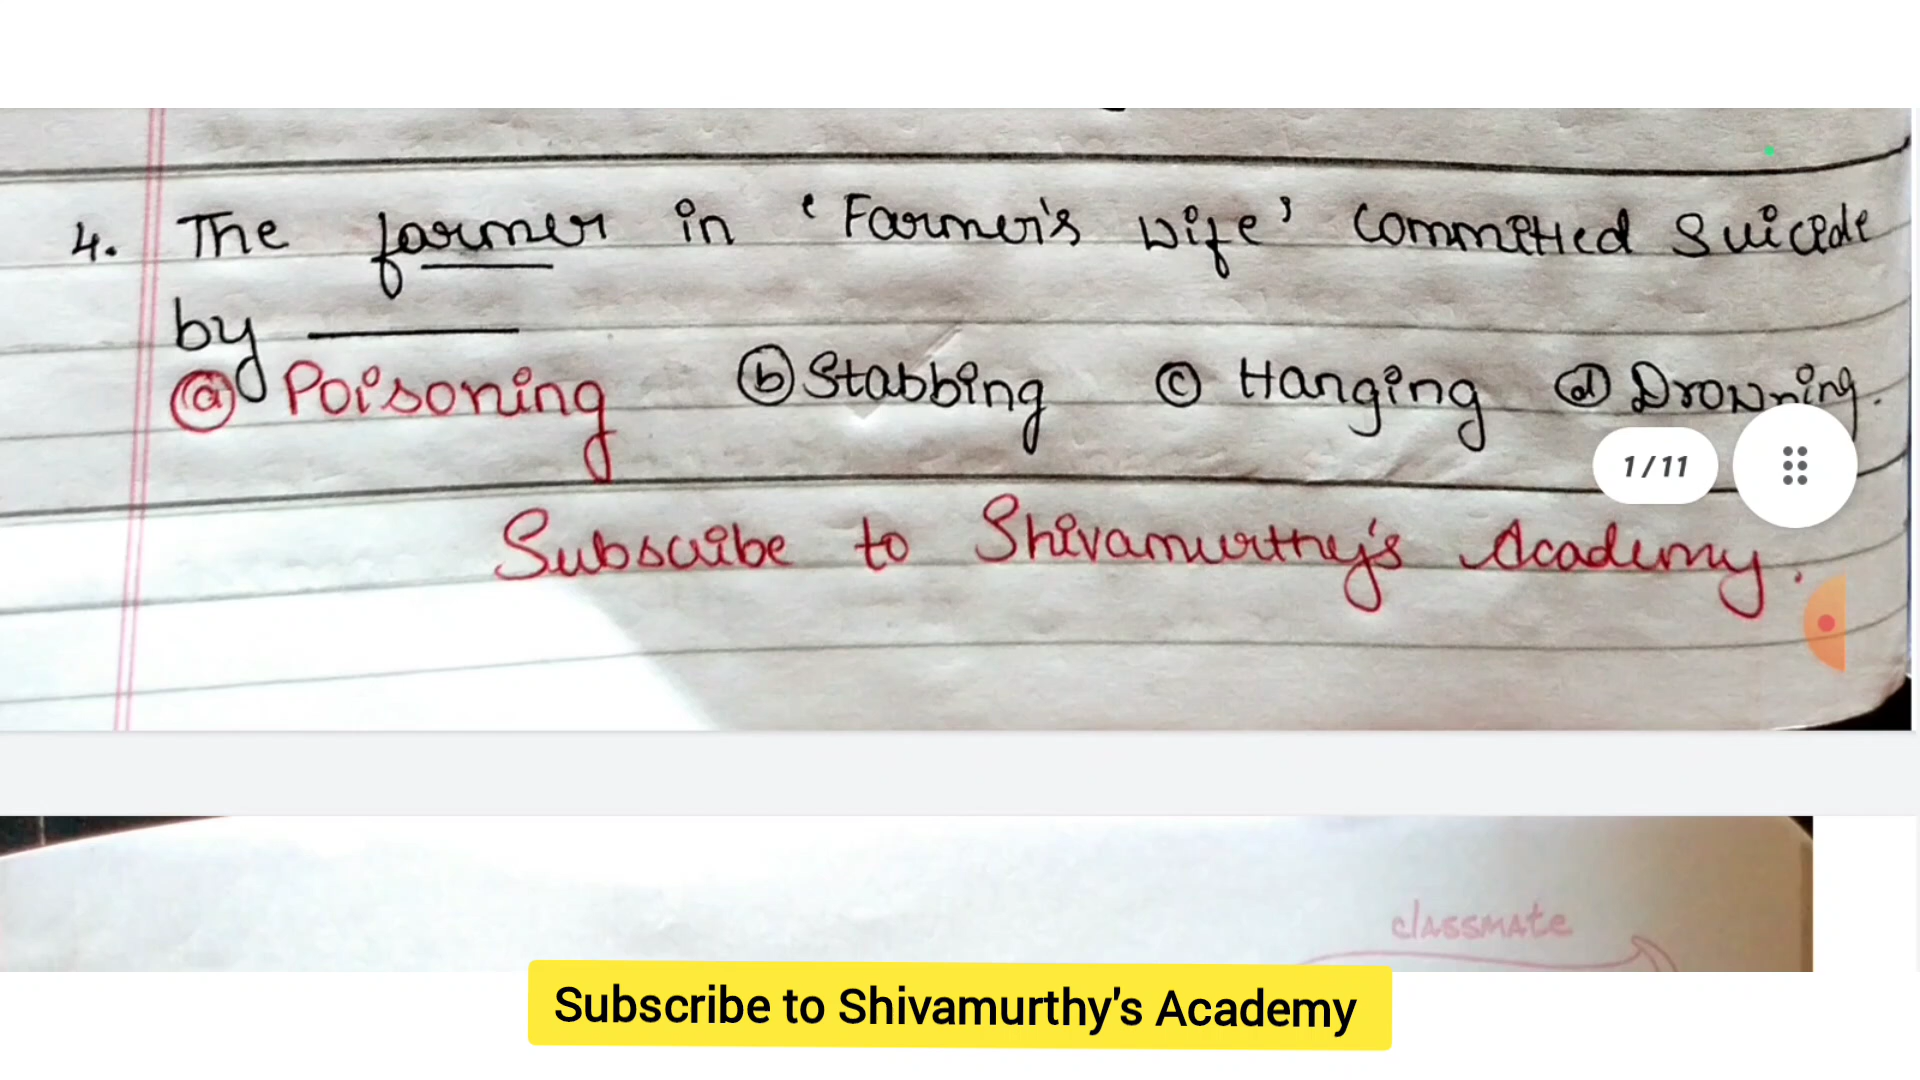 4. The farmer in 'Farmer's Wife' committed Suicide
by ______
ⓐ Poisoning ⓑ Stabbing ⓒ Hanging ⓓ Drowning.
1/11
Subscribe to Shivamurthy's Academy.
classmate
Subscribe to Shivamurthy's Academy